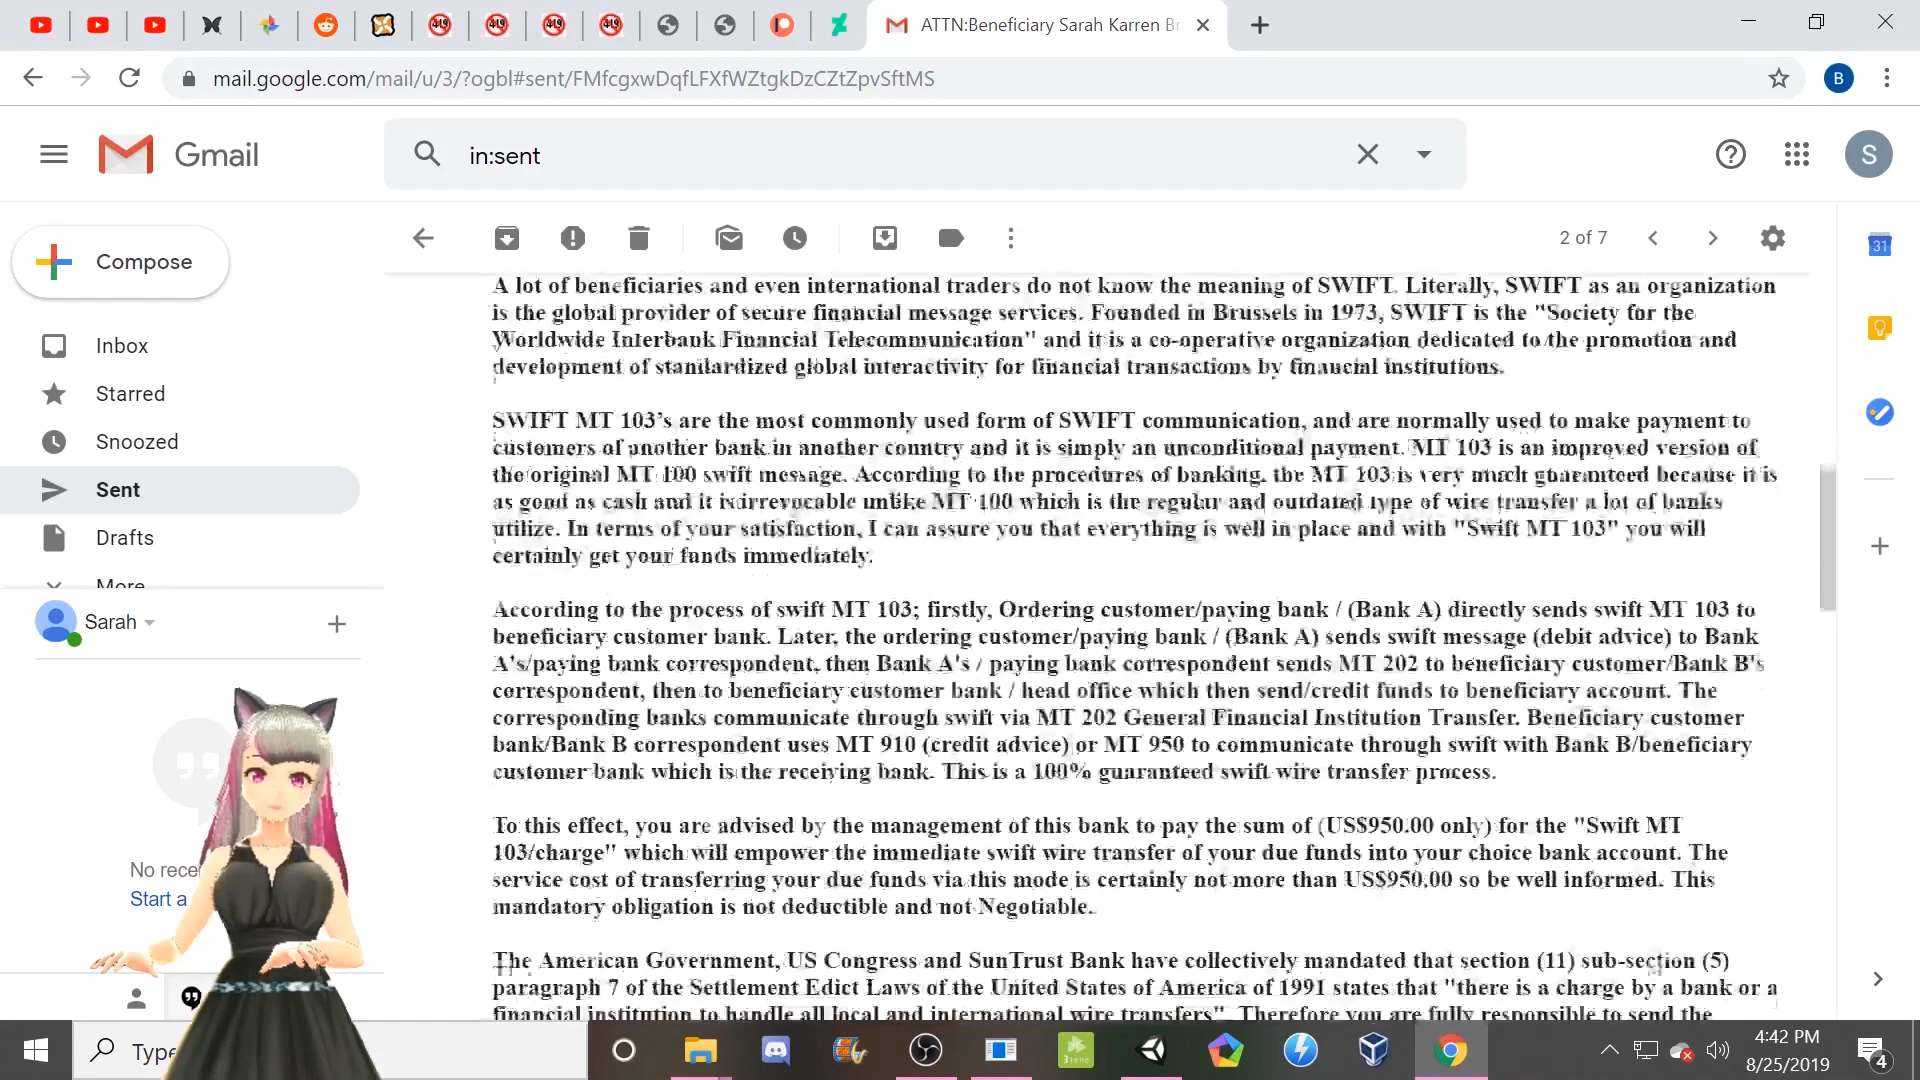 ATTN:Beneficiary Sarah Karren Br
mail.google.com/mail/u/3/?ogbl#sent/FMfcgxwDqfLFXfWZtgkDzCZtZpvSftMS
B
Gmail
in:sent
S
Compose
2 of 7
31
Inbox
Starred
Snoozed
Sent
Drafts
More
Sarah
No rece
Start a
A lot of beneficiaries and even international traders do not know the meaning of SWIFT. Literally, SWIFT as an organization
is the global provider of secure financial message services. Founded in Brussels in 1973, SWIFT is the "Society for the
Worldwide Interbank Financial Telecommunication" and it is a co-operative organization dedicated to the promotion and
development of standardized global interactivity for financial transactions by financial institutions.
SWIFT MT 103’s are the most commonly used form of SWIFT communication, and are normally used to make payment to
customers of another bank in another country and it is simply an unconditional payment. MT 103 is an improved version of
the original MT 100 swift message. According to the procedures of banking, the MT 103 is very much guaranteed because it is
as good as cash and it is irrevocable unlike MT 100 which is the regular and outdated type of wire transfer a lot of banks
utilize. In terms of your satisfaction, I can assure you that everything is well in place and with "Swift MT 103" you will
certainly get your funds immediately.
According to the process of swift MT 103; firstly, Ordering customer/paying bank / (Bank A) directly sends swift MT 103 to
beneficiary customer bank. Later, the ordering customer/paying bank / (Bank A) sends swift message (debit advice) to Bank
A's/paying bank correspondent, then Bank A's / paying bank correspondent sends MT 202 to beneficiary customer/Bank B's
correspondent, then to beneficiary customer bank / head office which then send/credit funds to beneficiary account. The
corresponding banks communicate through swift via MT 202 General Financial Institution Transfer. Beneficiary customer
bank/Bank B correspondent uses MT 910 (credit advice) or MT 950 to communicate through swift with Bank B/beneficiary
customer bank which is the receiving bank. This is a 100% guaranteed swift wire transfer process.
To this effect, you are advised by the management of this bank to pay the sum of (US$950.00 only) for the "Swift MT
103/charge" which will empower the immediate swift wire transfer of your due funds into your choice bank account. The
service cost of transferring your due funds via this mode is certainly not more than US$950.00 so be well informed. This
mandatory obligation is not deductible and not Negotiable.
The American Government, US Congress and SunTrust Bank have collectively mandated that section (11) sub-section (5)
paragraph 7 of the Settlement Edict Laws of the United States of America of 1991 states that "there is a charge by a bank or a
financial institution to handle all local and international wire transfers". Therefore you are fully responsible to send the
Type
3tene
4:42 PM
8/25/2019
4